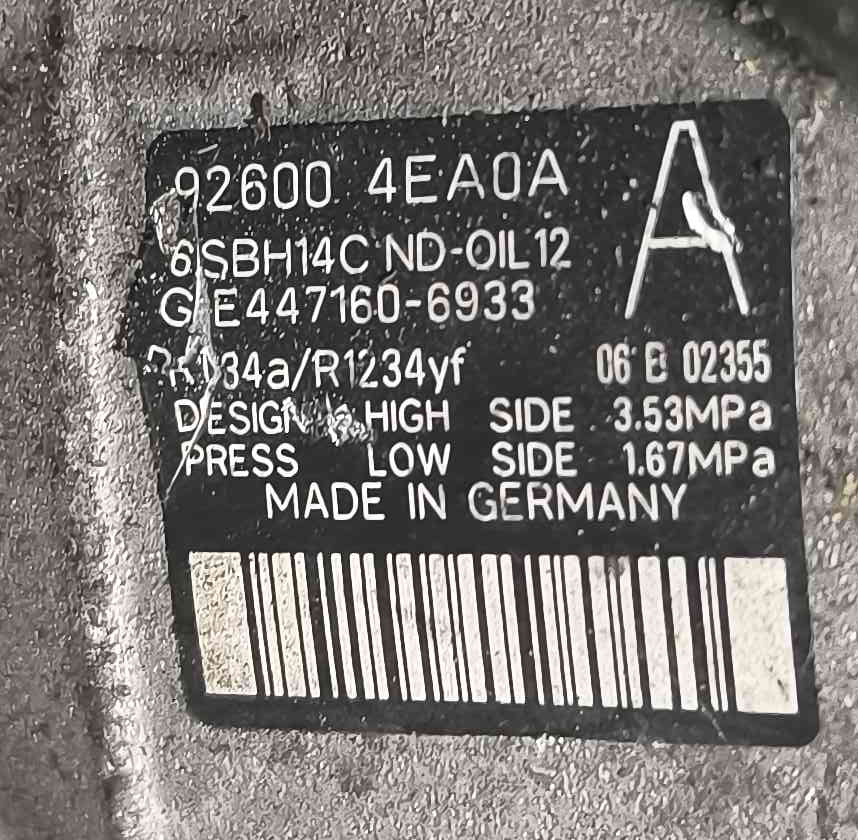 92600 4EA0A A
6SBH14C ND-OIL12
GE447160-6933
R134a/R1234yf 06 B 02355
DESIGN HIGH SIDE 3.53MPa
PRESS LOW SIDE 1.67MPa
MADE IN GERMANY